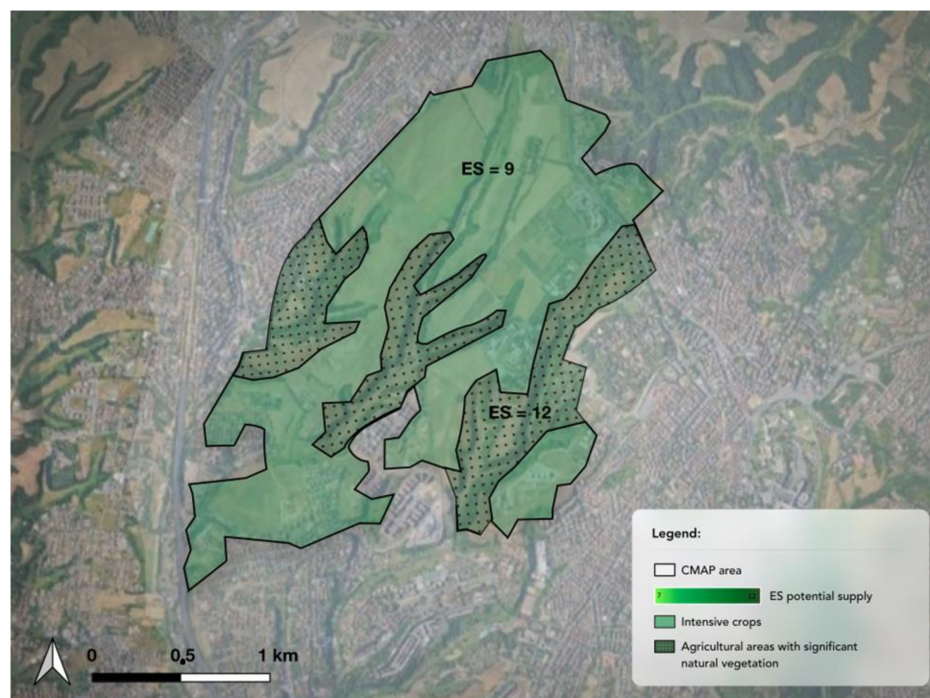 ES = 9
ES = 12
0 0,5 1 km
Legend:
CMAP area
7 12 ES potential supply
Intensive crops
Agricultural areas with significant
natural vegetation